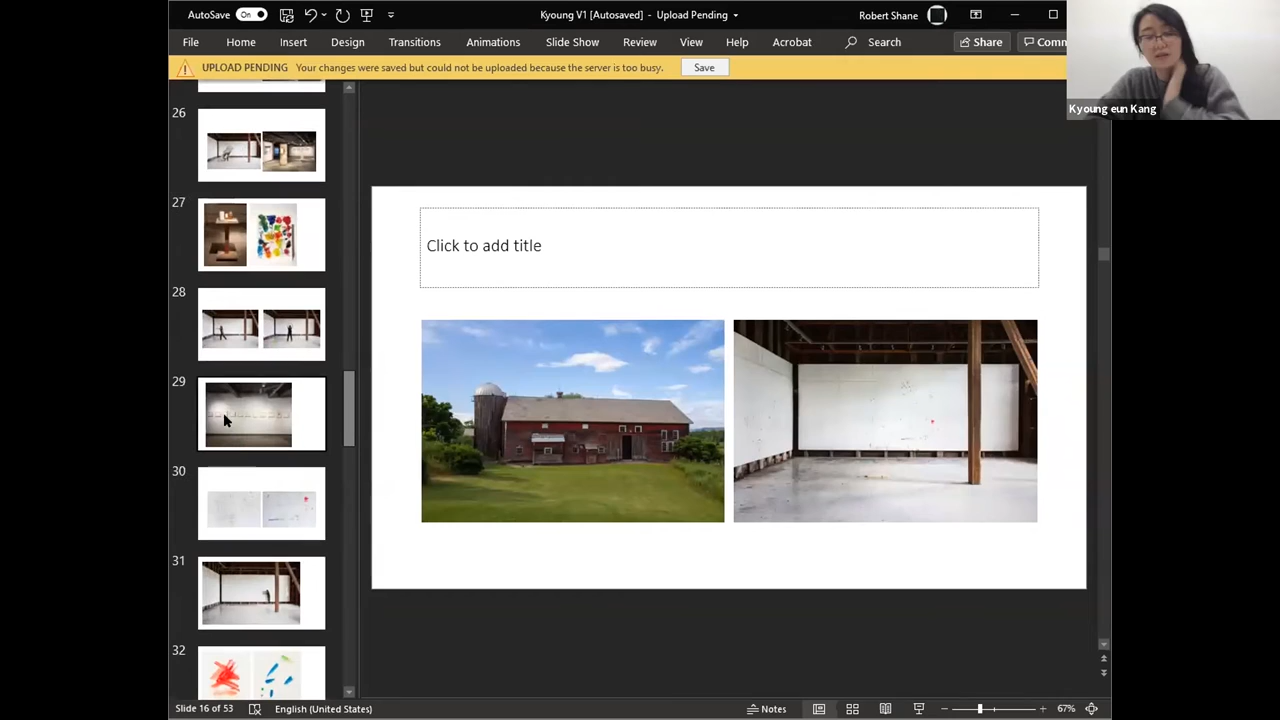 AutoSave On
Kyoung V1 [Autosaved] - Upload Pending
Robert Shane
File Home Insert Design Transitions Animations Slide Show Review View Help Acrobat Search Share Comm
UPLOAD PENDING Your changes were saved but could not be uploaded because the server is too busy. Save
Kyoung eun Kang
26
27
28
29
30
31
32
Click to add title
Slide 16 of 53 English (United States) Notes 67%